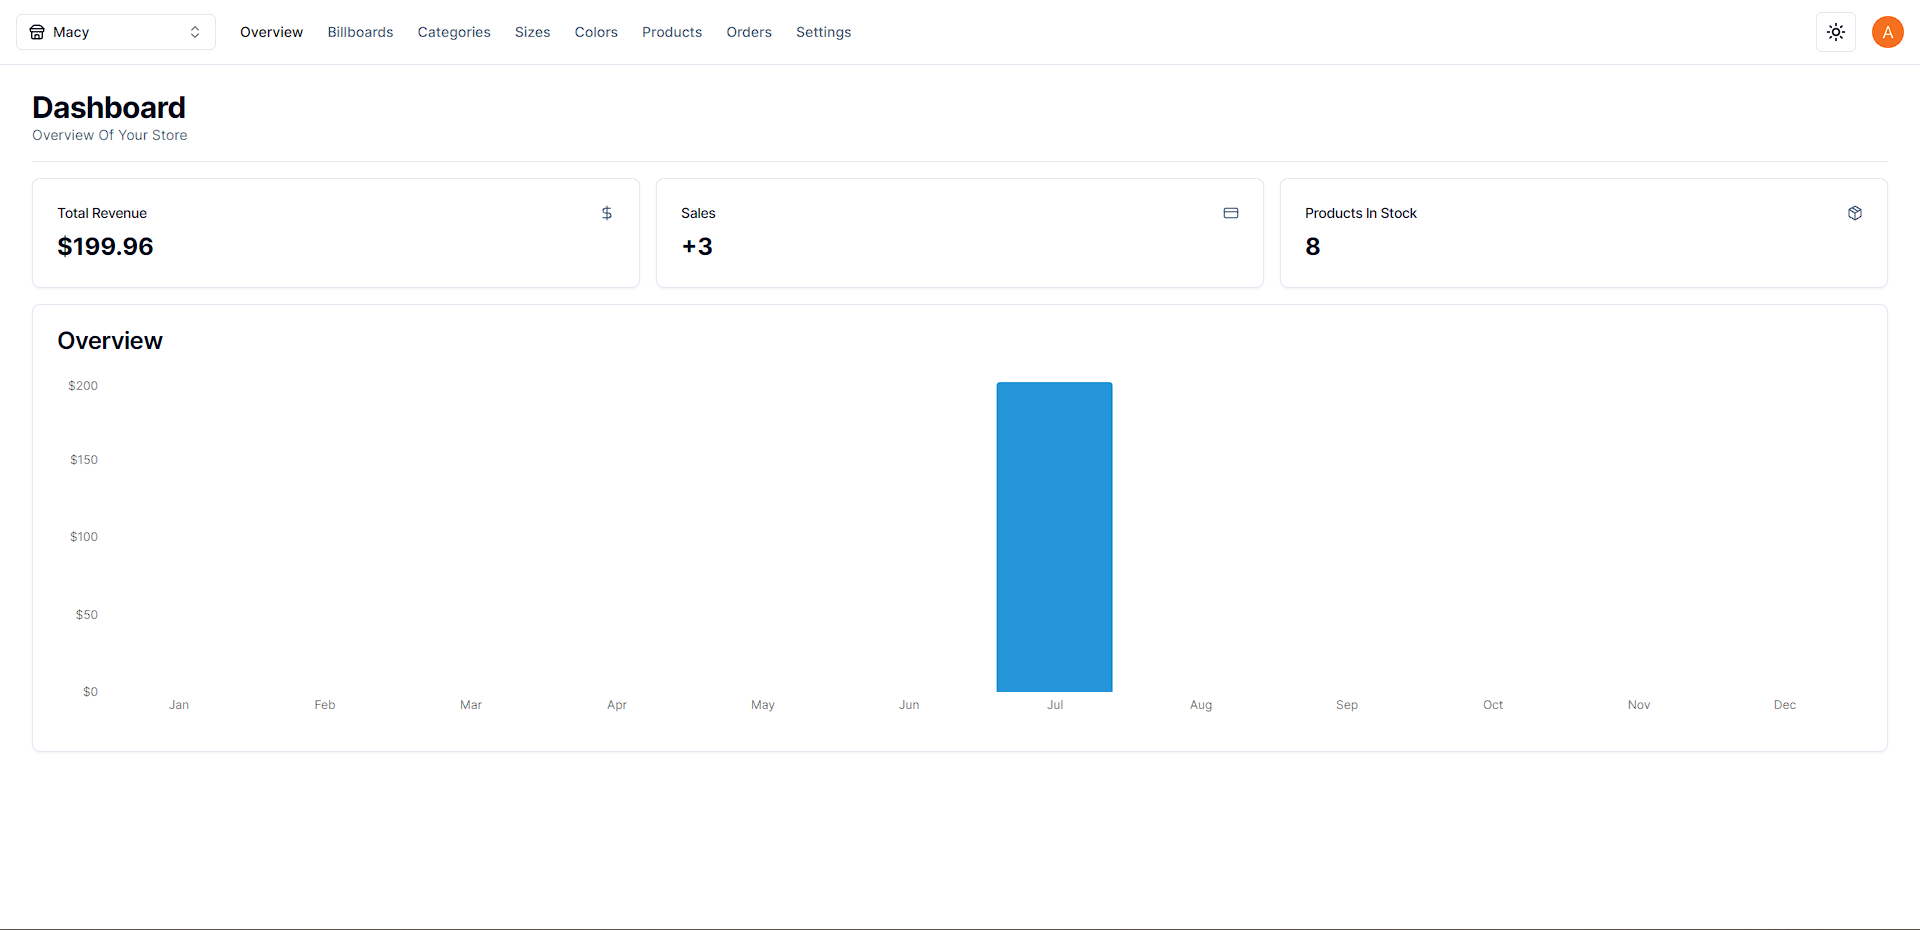 Macy Overview Billboards Categories Sizes Colors Products Orders Settings A
Dashboard
Overview Of Your Store
Total Revenue
$199.96
Sales
+3
Products In Stock
8
Overview
$200
$150
$100
$50
$0
Jan Feb Mar Apr May Jun Jul Aug Sep Oct Nov Dec